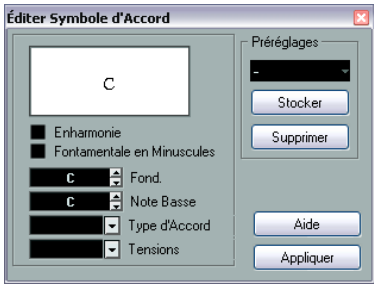 Éditer Symbole d'Accord
C
Enharmonie
Fontamentale en Minuscules
C Fond.
C Note Basse
Type d'Accord
Tensions
Préréglages
-
Stocker
Supprimer
Aide
Appliquer